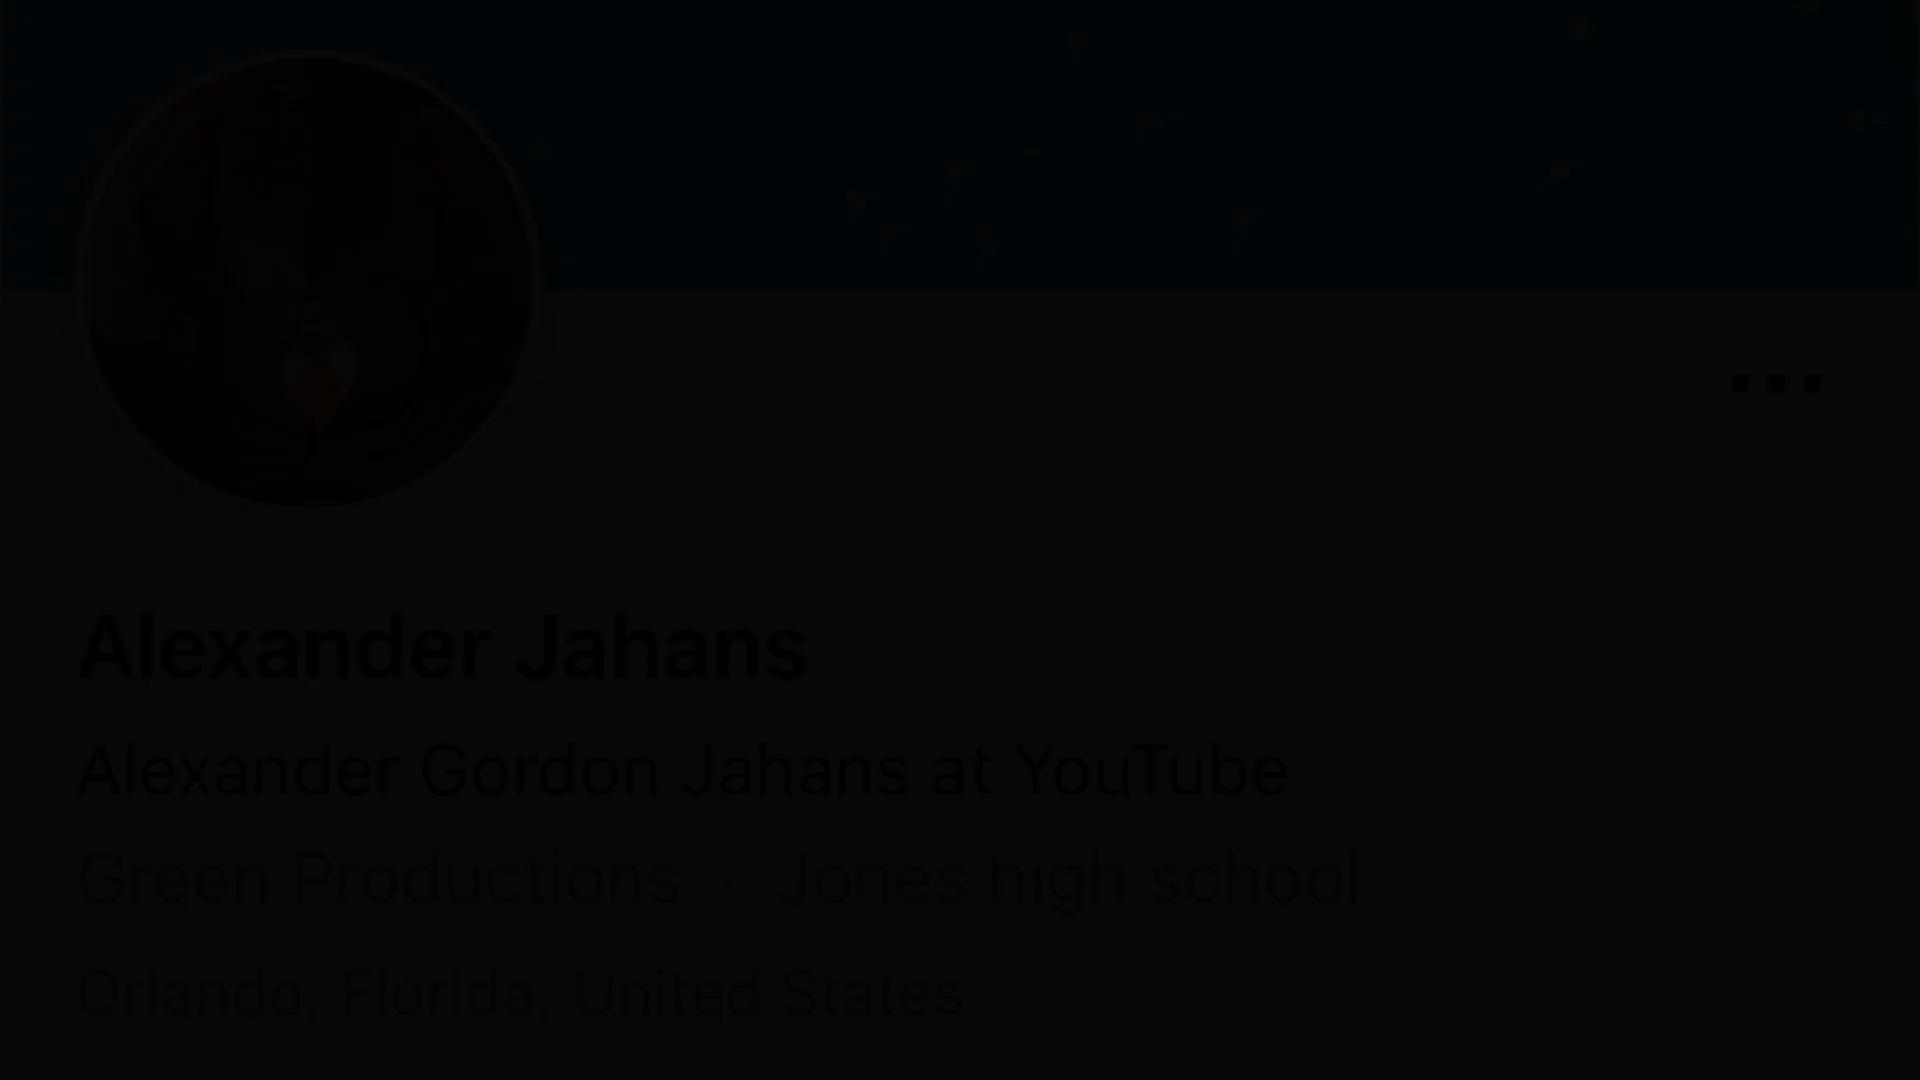 Alexander Jahans
Alexander Gordon Jahans at YouTube
Green Productions · Jones high school
Orlando, Florida, United States